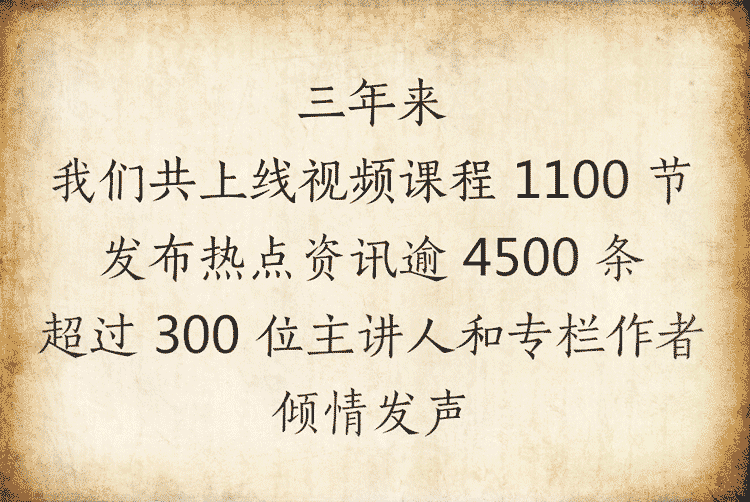 三年来
我们共上线视频课程 1100 节
发布热点资讯逾 4500 条
超过 300 位主讲人和专栏作者
倾情发声